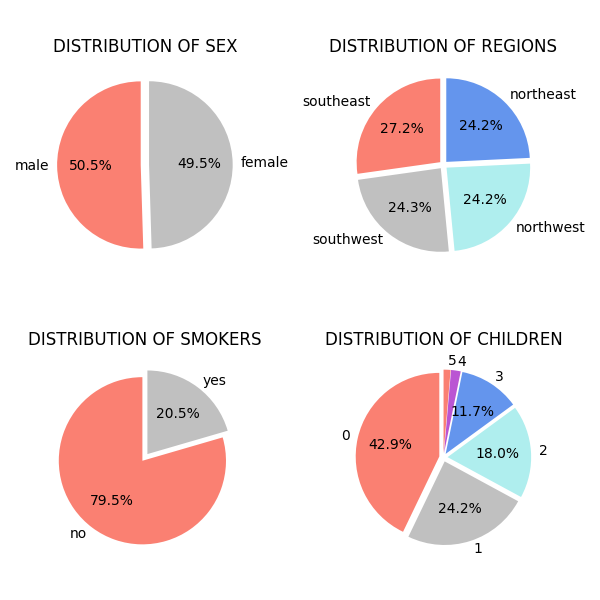 DISTRIBUTION OF SEX
male
50.5%
49.5%
female
DISTRIBUTION OF REGIONS
southeast
northeast
27.2%
24.2%
24.3%
24.2%
southwest
northwest
DISTRIBUTION OF SMOKERS
yes
20.5%
79.5%
no
DISTRIBUTION OF CHILDREN
5
4
3
11.7%
0
42.9%
18.0%
2
24.2%
1